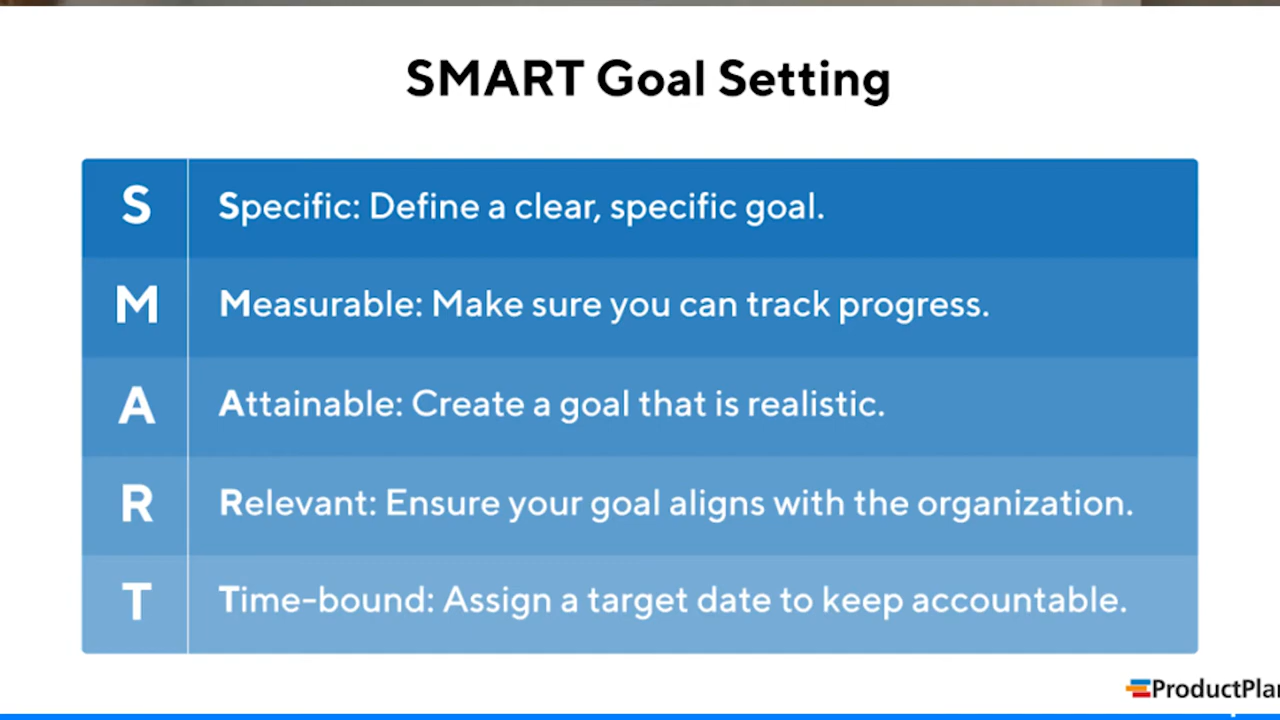 SMART Goal Setting
S
Specific: Define a clear, specific goal.
M
Measurable: Make sure you can track progress.
A
Attainable: Create a goal that is realistic.
R
Relevant: Ensure your goal aligns with the organization.
T
Time-bound: Assign a target date to keep accountable.
ProductPlan